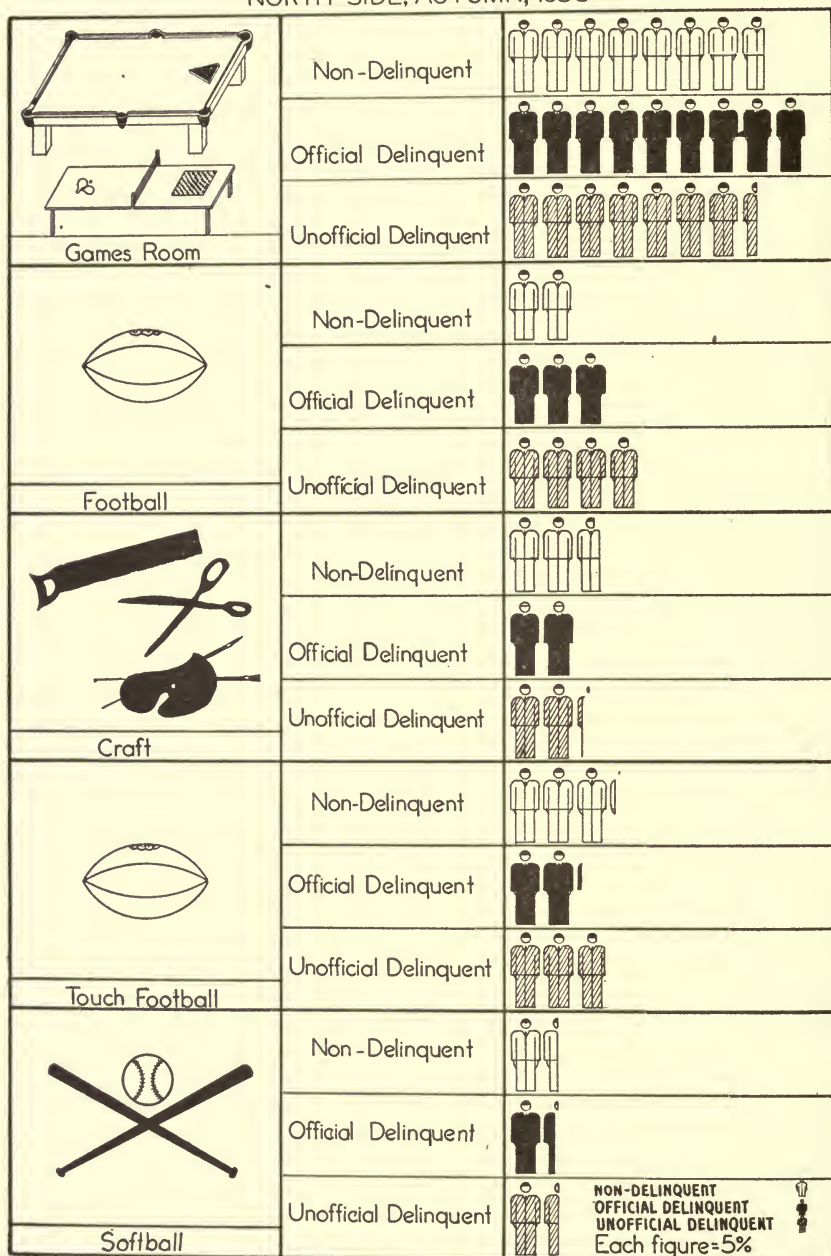 Non-Delinquent
Official Delinquent
Unofficial Delinquent
Games Room
Non-Delinquent
Official Delinquent
Unofficial Delinquent
Football
Non-Delinquent
Official Delinquent
Unofficial Delinquent
Craft
Non-Delinquent
Official Delinquent
Unofficial Delinquent
Touch Football
Non-Delinquent
Official Delinquent
Unofficial Delinquent
Softball
NON-DELINQUENT
OFFICIAL DELINQUENT
UNOFFICIAL DELINQUENT
Each figure=5%